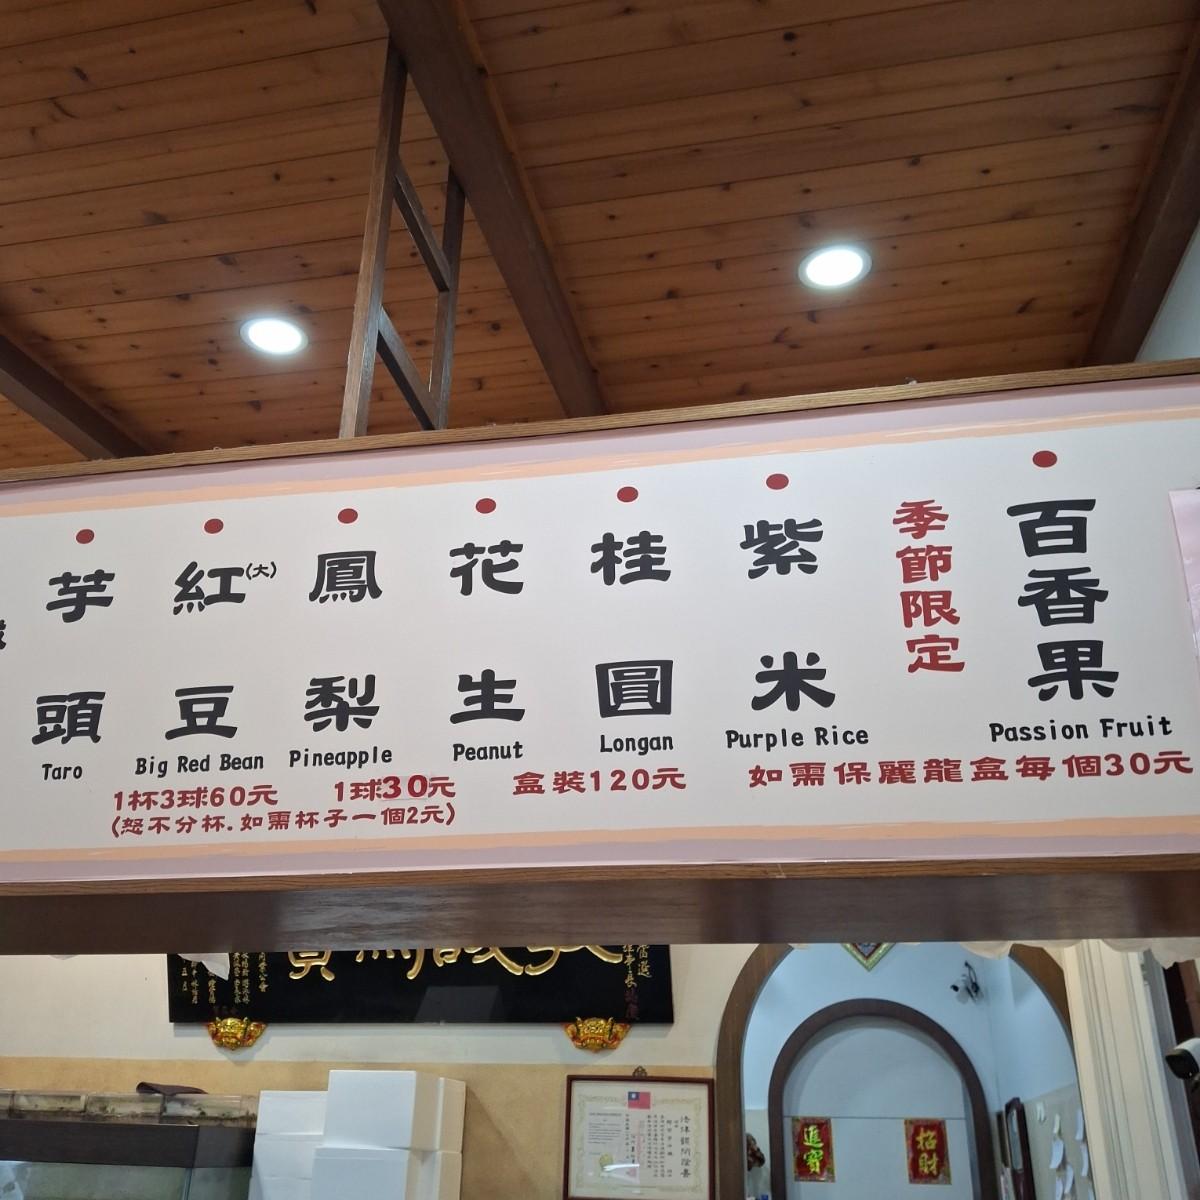 芋頭
Taro
紅豆(大)
Big Red Bean
鳳梨
Pineapple
花生
Peanut
桂圓
Longan
紫米
Purple Rice
季節限定
百香果
Passion Fruit
1杯3球60元
1球30元
盒裝120元
如需保麗龍盒每個30元
(怒不分杯.如需杯子一個2元)
進寶
招財